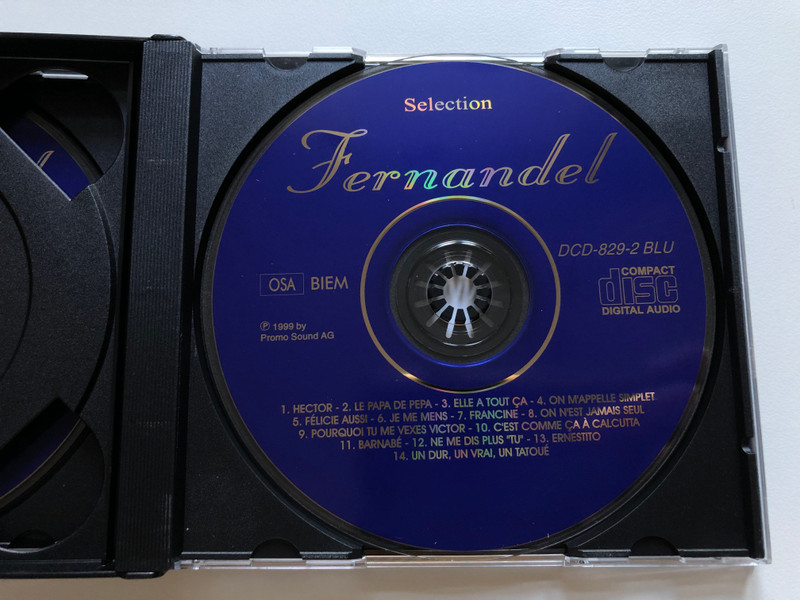 Selection
Fernandel
DCD-829-2 BLU
OSA BIEM
COMPACT
disc
DIGITAL AUDIO
℗ 1999 by
Promo Sound AG
1. HECTOR - 2. LE PAPA DE PEPA - 3. ELLE A TOUT ÇA - 4. ON M'APPELLE SIMPLET
5. FÉLICIE AUSSI - 6. JE ME MENS - 7. FRANCINE - 8. ON N'EST JAMAIS SEUL
9. POURQUOI TU ME VEXES VICTOR - 10. C'EST COMME ÇA À CALCUTTA
11. BARNABÉ - 12. NE ME DIS PLUS "TU" - 13. ERNESTITO
14. UN DUR, UN VRAI, UN TATOUÉ